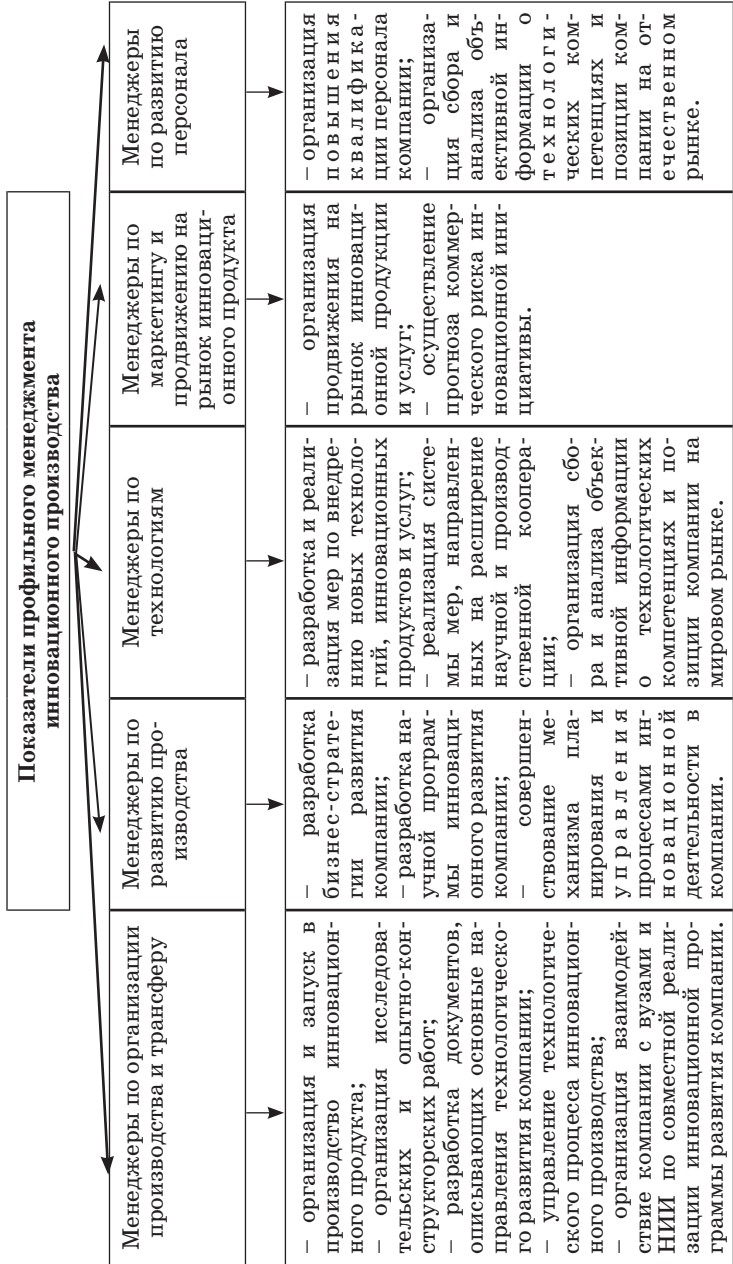 Показатели профильного менеджмента
инновационного производства
Менеджеры по организации
производства и трансферу
Менеджеры по
развитию про-
изводства
Менеджеры по
технологиям
Менеджеры по
маркетингу и
продвижению на
рынок инноваци-
онного продукта
Менеджеры
по развитию
персонала
– организация и запуск в
производство инновацион-
ного продукта;
– организация исследова-
тельских и опытно-кон-
структорских работ;
– разработка документов,
описывающих основные на-
правления технологическо-
го развития компании;
– управление технологиче-
ского процесса инновацион-
ного производства;
– организация взаимодей-
ствие компании с вузами и
НИИ по совместной реали-
зации инновационной про-
граммы развития компании.
– разработка
бизнес-страте-
гии развития
компании;
– разработка на-
учной програм-
мы инноваци-
онного развития
компании;
– совершен-
ствование ме-
ханизма пла-
нирования и
управления
процессами ин-
новационной
деятельности в
компании.
– разработка и реали-
зация мер по внедре-
нию новых техноло-
гий, инновационных
продуктов и услуг;
– реализация систе-
мы мер, направлен-
ных на расширение
научной и производ-
ственной коопера-
ции;
– организация сбо-
ра и анализа объек-
тивной информации
о технологических
компетенциях и по-
зиции компании на
мировом рынке.
– организация
продвижения на
рынок инноваци-
онной продукции
и услуг;
– осуществление
прогноза коммер-
ческого риска ин-
новационной ини-
циативы.
– организация
повышения
квалифика-
ции персонала
компании;
– организа-
ция сбора и
анализа объ-
ективной ин-
формации о
технологи-
ческих ком-
петенциях и
позиции ком-
пании на от-
ечественном
рынке.